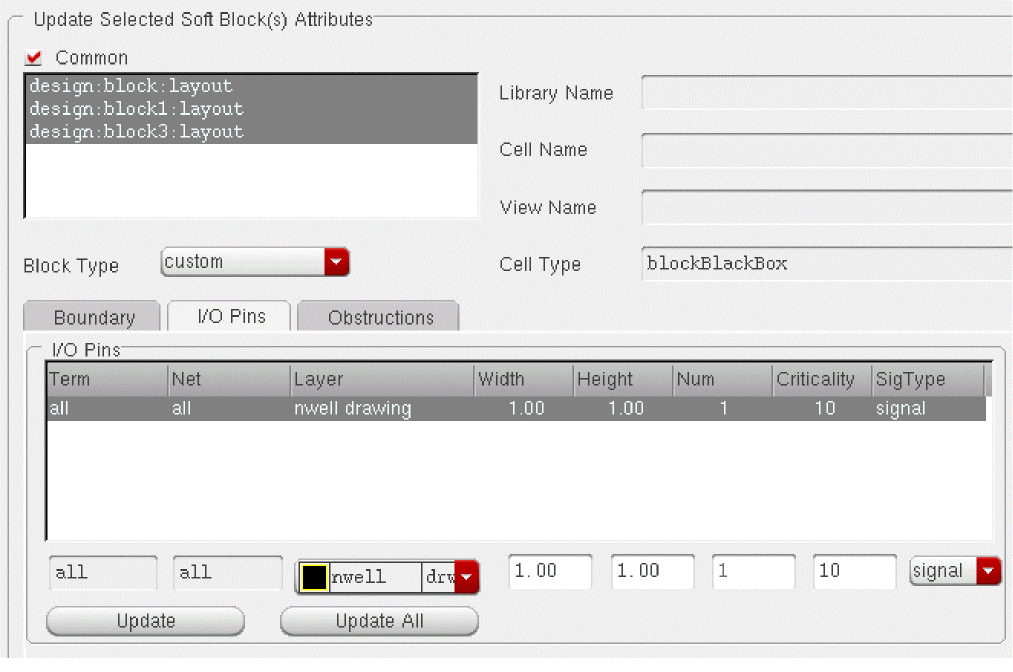 Update Selected Soft Block(s) Attributes
Common
design:block:layout
design:block1:layout
design:block3:layout
Library Name
Cell Name
View Name
Block Type custom
Cell Type blockBlackBox
Boundary I/O Pins Obstructions
I/O Pins
Term Net Layer Width Height Num Criticality SigType
all all nwell drawing 1.00 1.00 1 10 signal
all all nwell drw 1.00 1.00 1 10 signal
Update Update All